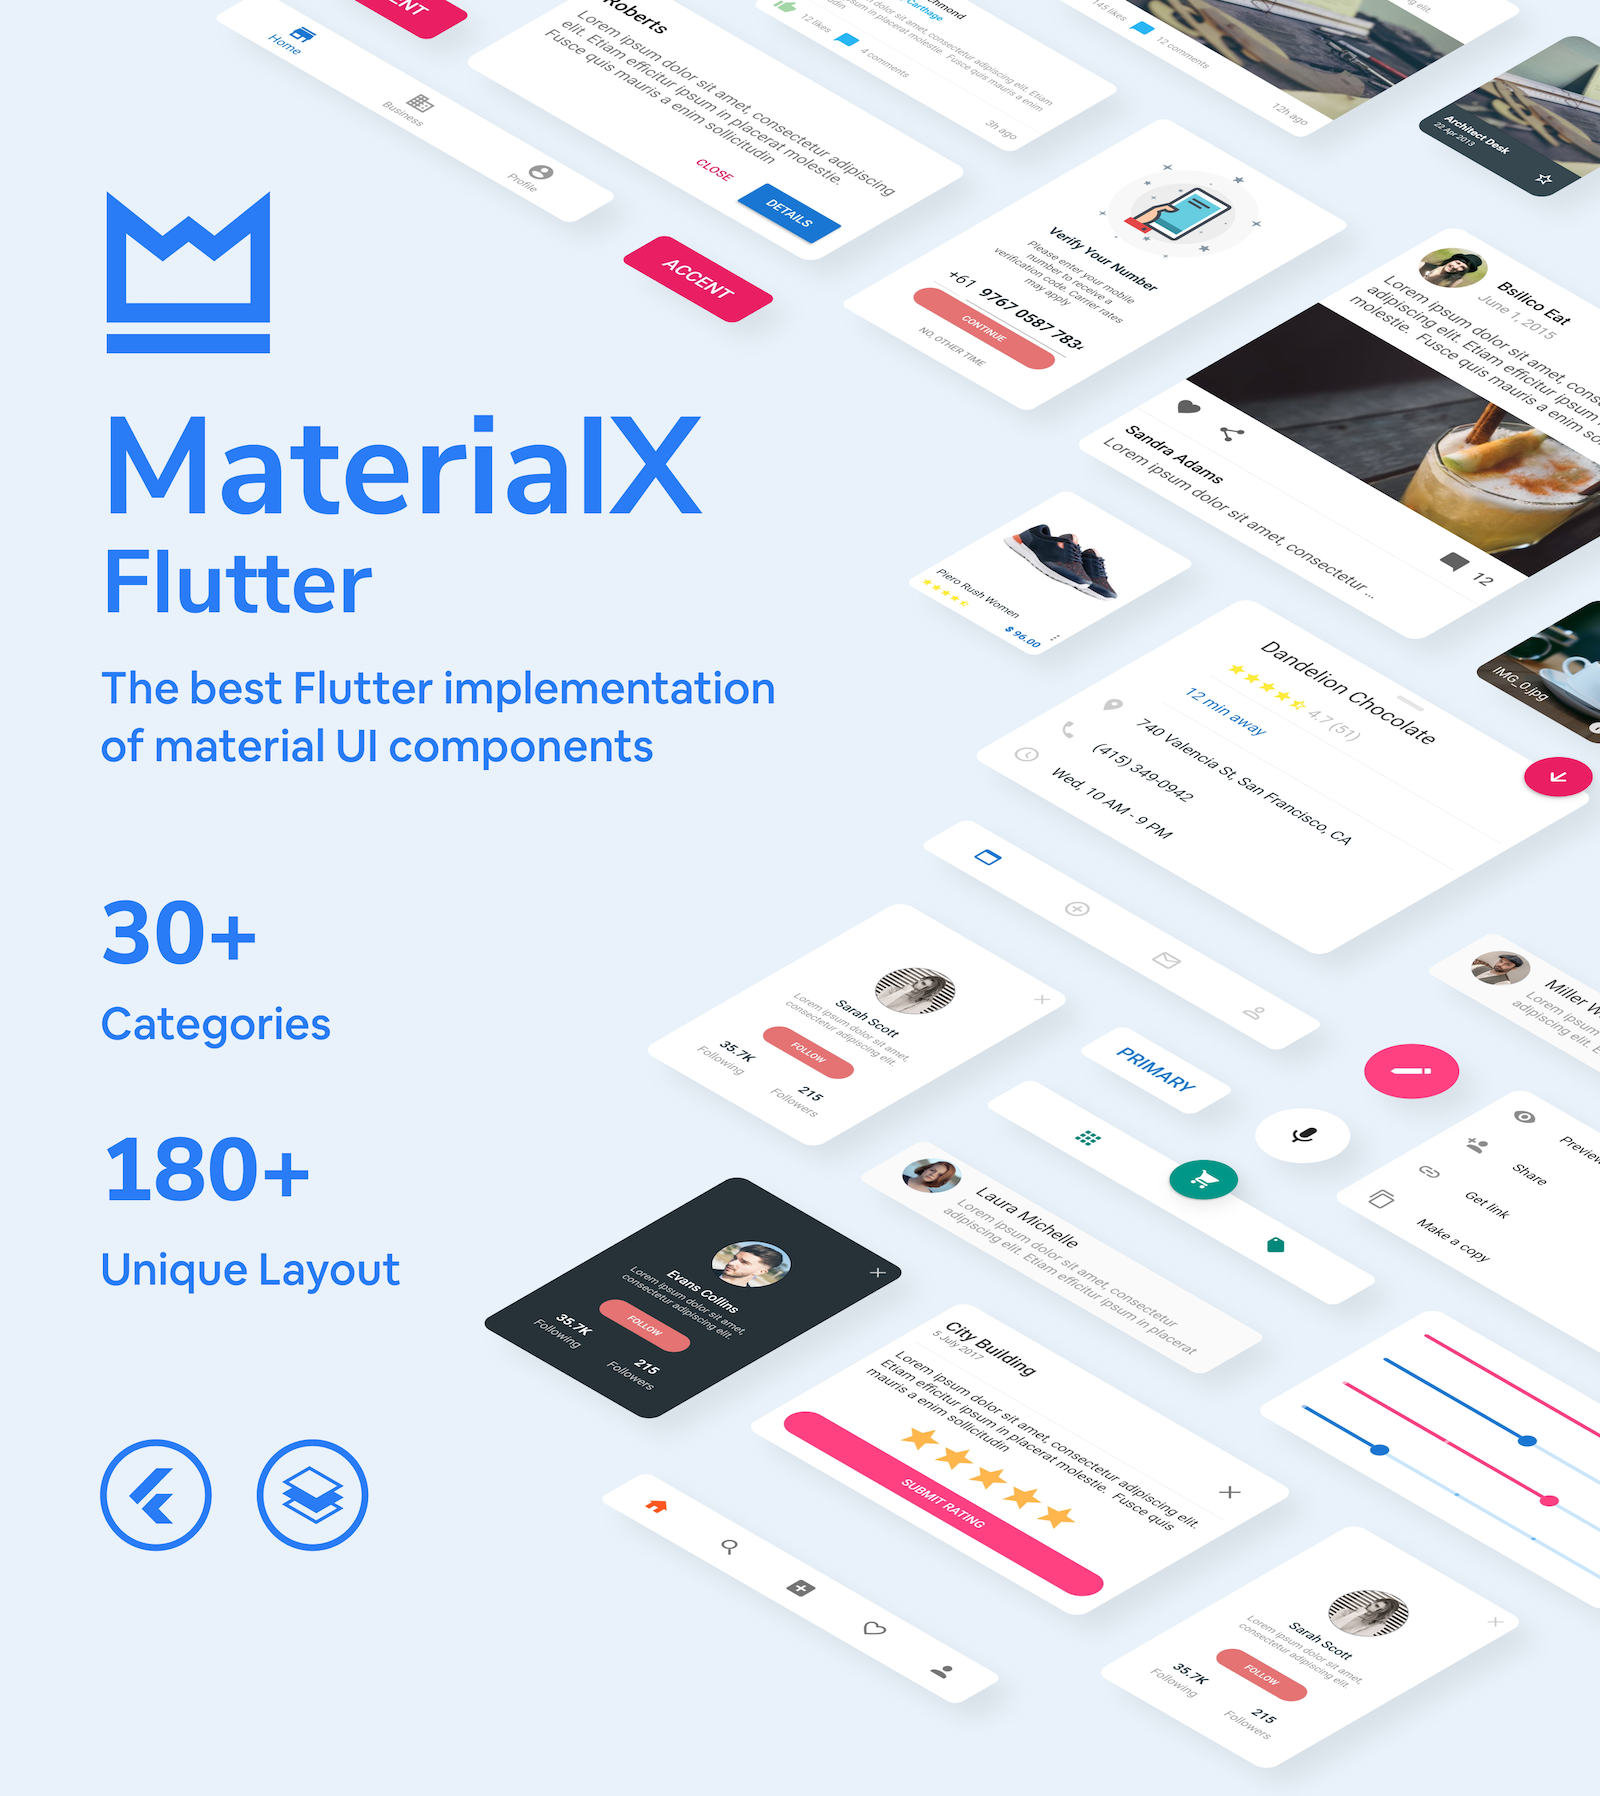 MaterialX
Flutter
The best Flutter implementation
of material UI components
30+
Categories
180+
Unique Layout
Home
Business
Profile
Roberts
Lorem ipsum dolor sit amet, consectetur adipiscing
elit. Etiam efficitur ipsum in placerat molestie.
Fusce quis mauris a enim sollicitudin
CLOSE
DETAILS
ACCENT
Carthage
12 likes
4 comments
3h ago
145 likes
12 comments
12h ago
Architect Desk
22 Apr 2013
Verify Your Number
Please enter your mobile
number to receive a
verification code. Carrier rates
may apply
+61 9767 0587 783
CONTINUE
NO, OTHER TIME
Bsilico Eat
June 1, 2015
Lorem ipsum dolor sit amet,
adipiscing elit. Etiam efficitur ipsum
molestie. Fusce quis mauris a enim
Sandra Adams
Lorem ipsum dolor sit amet, consectetur ...
12
Piero Rush Women
$ 96.00
IMG_0.jpg
Dandelion Chocolate
4.7 (51)
12 min away
740 Valencia St, San Francisco, CA
(415) 349-0942
Wed, 10 AM - 9 PM
Sarah Scott
Lorem ipsum dolor sit amet,
consectetur adipiscing elit.
FOLLOW
35.7K
Following
215
Followers
PRIMARY
Miller
Lorem ipsum
adipiscing elit.
Preview
Share
Get link
Make a copy
Laura Michelle
Lorem ipsum dolor sit amet, consectetur
adipiscing elit. Etiam efficitur ipsum in placerat
Evans Collins
Lorem ipsum dolor sit amet,
consectetur adipiscing elit.
FOLLOW
35.7K
Following
215
Followers
City Building
5 July 2017
Lorem ipsum dolor sit amet, consectetur adipiscing elit.
Etiam efficitur ipsum in placerat molestie. Fusce quis
mauris a enim sollicitudin
SUBMIT RATING
Sarah Scott
Lorem ipsum dolor sit amet,
consectetur adipiscing elit.
FOLLOW
35.7K
Following
215
Followers